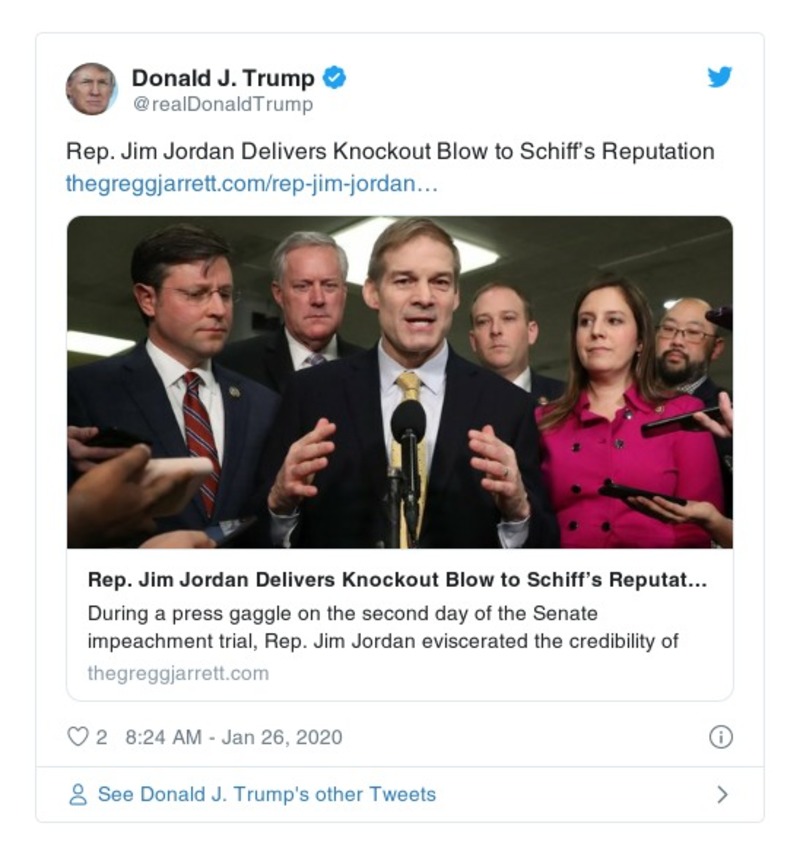 Donald J. Trump
@realDonaldTrump
Rep. Jim Jordan Delivers Knockout Blow to Schiff's Reputation
thegreggjarrett.com/rep-jim-jordan…
Rep. Jim Jordan Delivers Knockout Blow to Schiff's Reputat…
During a press gaggle on the second day of the Senate
impeachment trial, Rep. Jim Jordan eviscerated the credibility of
thegreggjarrett.com
2 8:24 AM - Jan 26, 2020
See Donald J. Trump's other Tweets